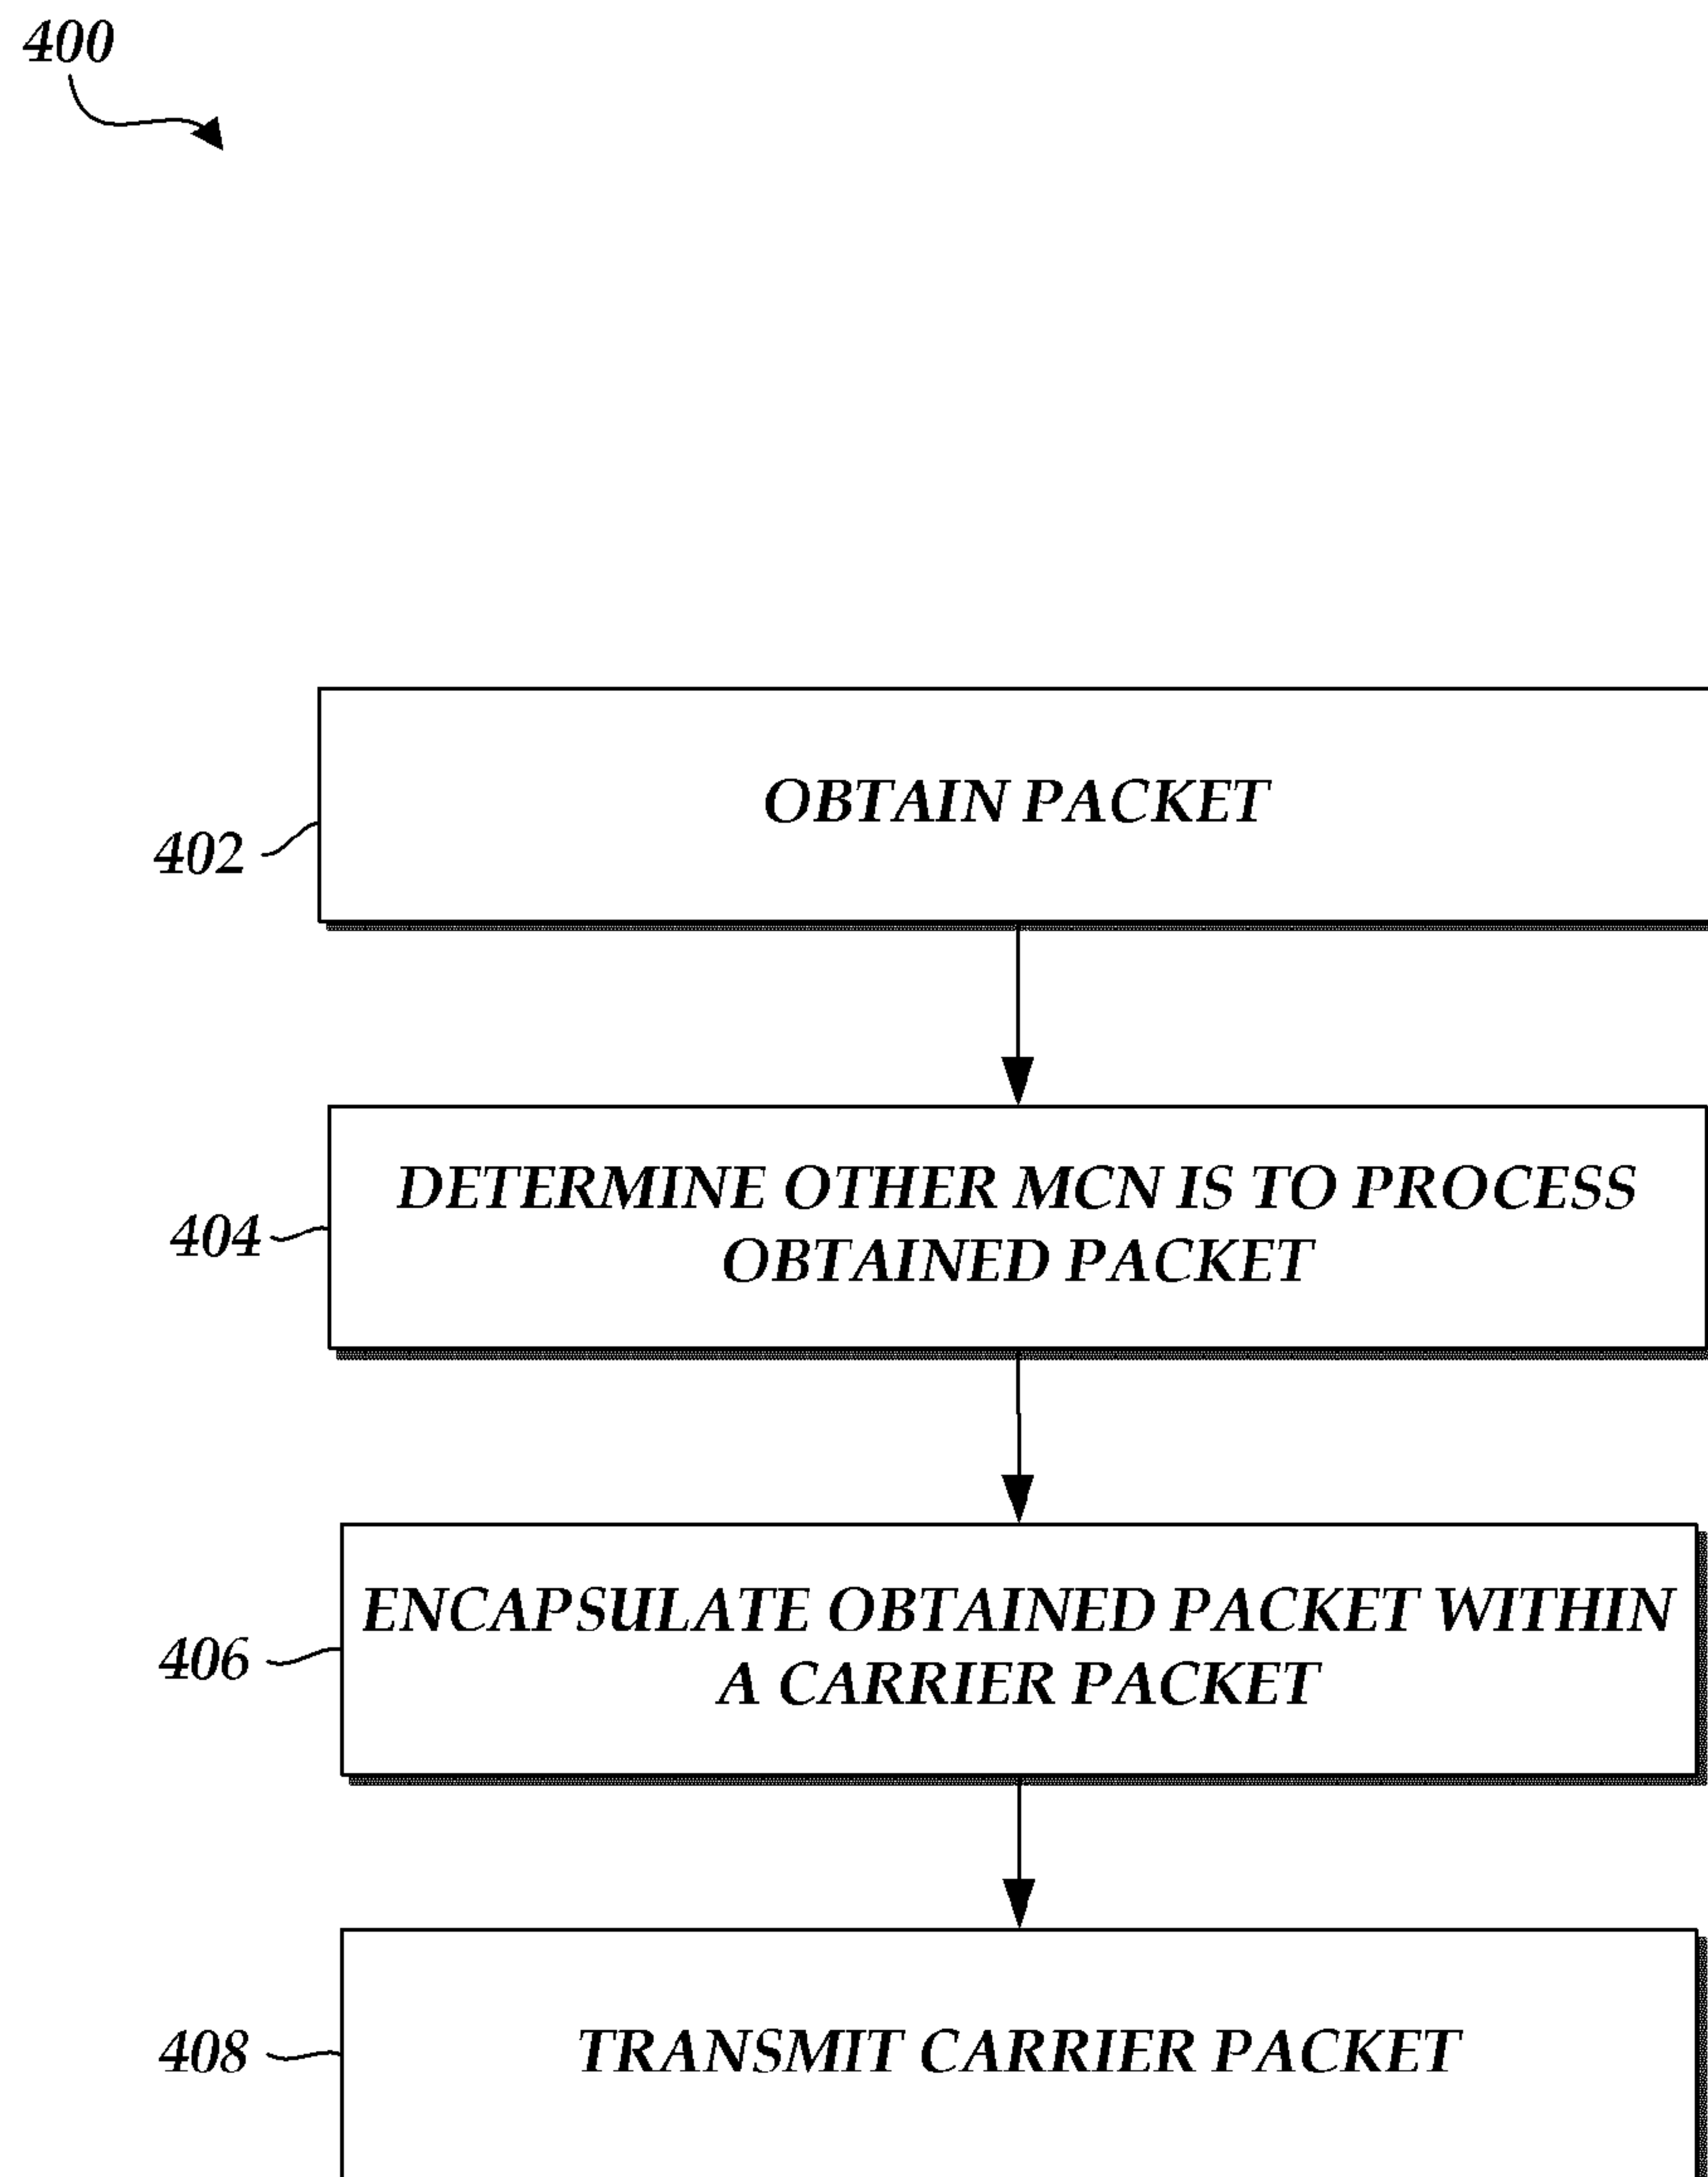 400
OBTAIN PACKET
402
DETERMINE OTHER MCN IS TO PROCESS
OBTAINED PACKET
404
ENCAPSULATE OBTAINED PACKET WITHIN
A CARRIER PACKET
406
TRANSMIT CARRIER PACKET
408